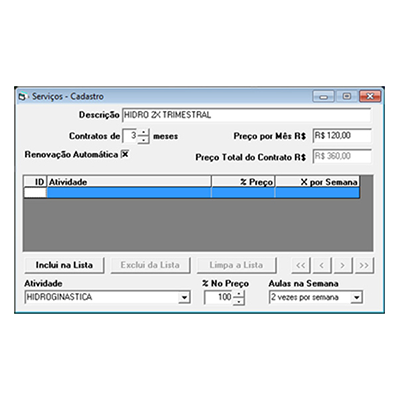 Serviços - Cadastro
Descrição HIDRO 2X TRIMESTRAL
Contratos de 3 meses Preço por Mês R$ R$ 120,00
Renovação Automática Preço Total do Contrato R$ R$ 360,00
ID Atividade % Preço X por Semana
Inclui na Lista Exclui da Lista Limpa a Lista << < > >>
Atividade % No Preço Aulas na Semana
HIDROGINASTICA 100 2 vezes por semana